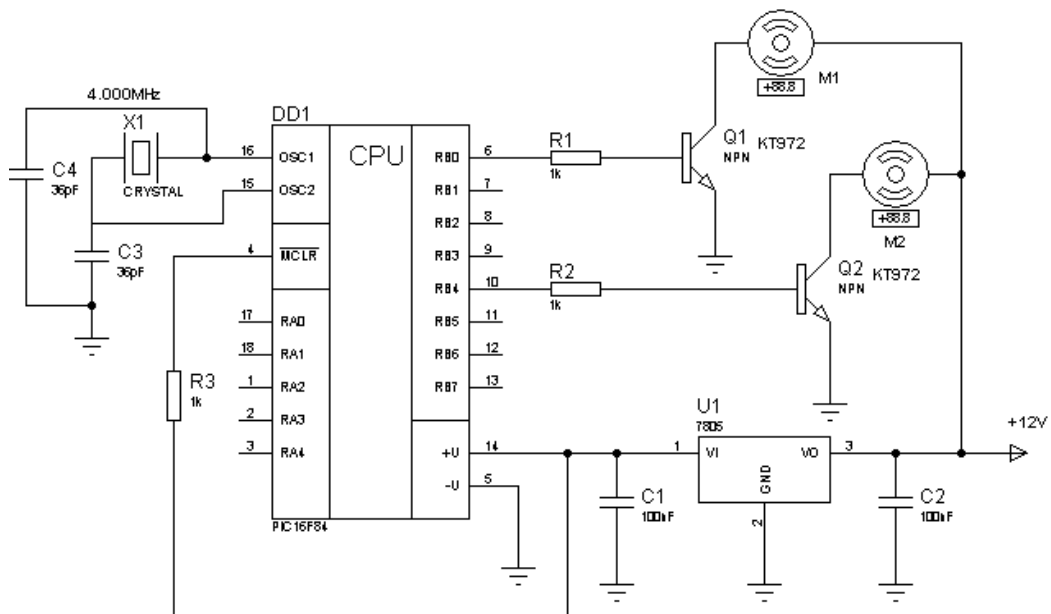 4.000MHz
X1
CRYSTAL
C4
36pF
C3
36pF
DD1
CPU
16
OSC1
15
OSC2
4
MCLR
17
RA0
18
RA1
1
RA2
2
RA3
3
RA4
PIC16F84
RB0
6
RB1
7
RB2
8
RB3
9
RB4
10
RB5
11
RB6
12
RB7
13
+U
14
-U
5
R3
1k
R1
1k
R2
1k
Q1
NPN
KT972
+88.8
M1
Q2
NPN
KT972
+88.8
M2
U1
7805
1
VI
VO
3
GND
2
C1
100nF
C2
100nF
+12V